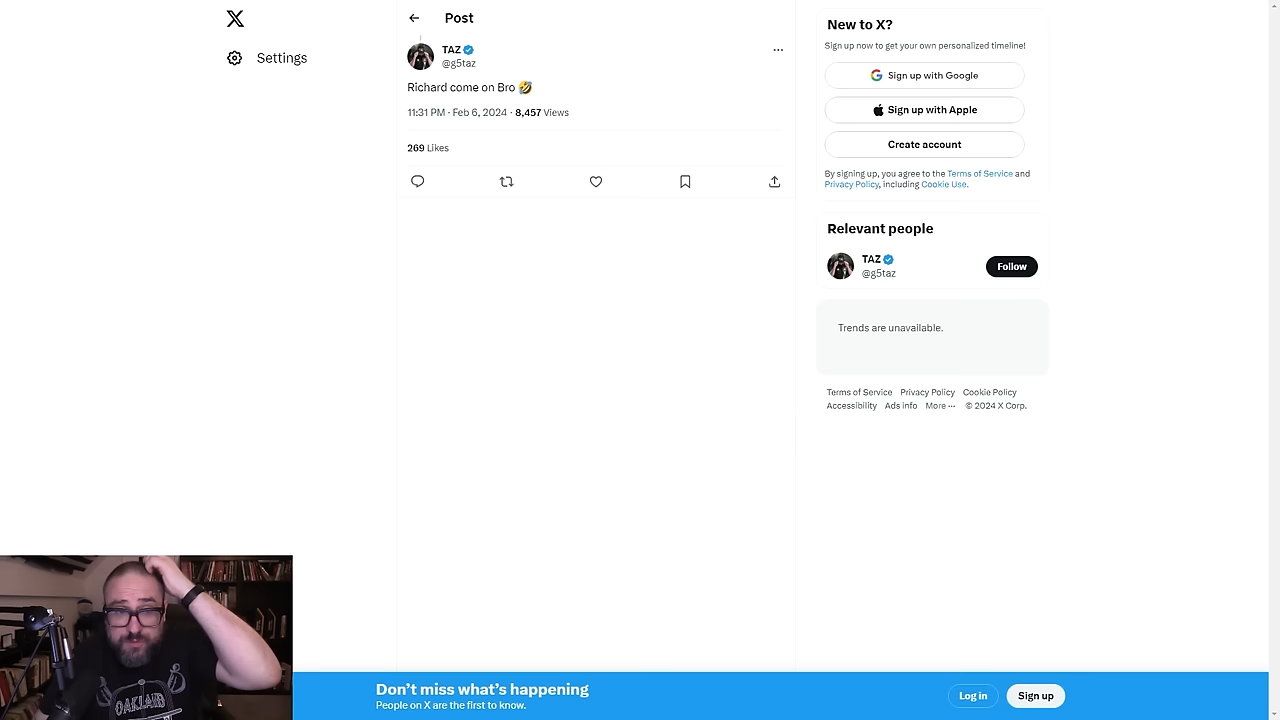 Settings
Post
TAZ
@g5taz
Richard come on Bro 🤣
11:31 PM · Feb 6, 2024 · 8,457 Views
269 Likes
New to X?
Sign up now to get your own personalized timeline!
Sign up with Google
Sign up with Apple
Create account
By signing up, you agree to the Terms of Service and
Privacy Policy, including Cookie Use.
Relevant people
TAZ
@g5taz
Follow
Trends are unavailable.
Terms of Service Privacy Policy Cookie Policy
Accessibility Ads info More ··· © 2024 X Corp.
OAKLAND
Don’t miss what’s happening
People on X are the first to know.
Log in
Sign up